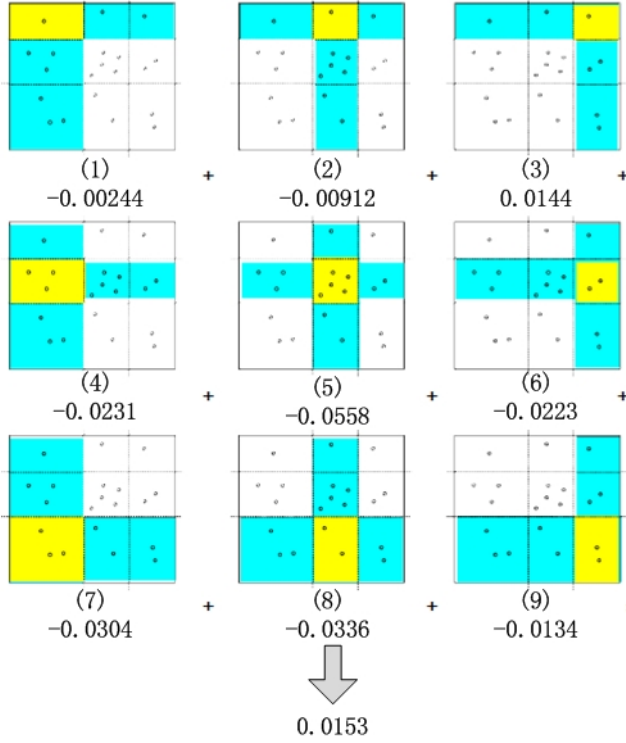 (1) (2) (3)
-0.00244 + -0.00912 + 0.0144 +
(4) (5) (6)
-0.0231 + -0.0558 + -0.0223 +
(7) (8) (9)
-0.0304 + -0.0336 + -0.0134
0.0153